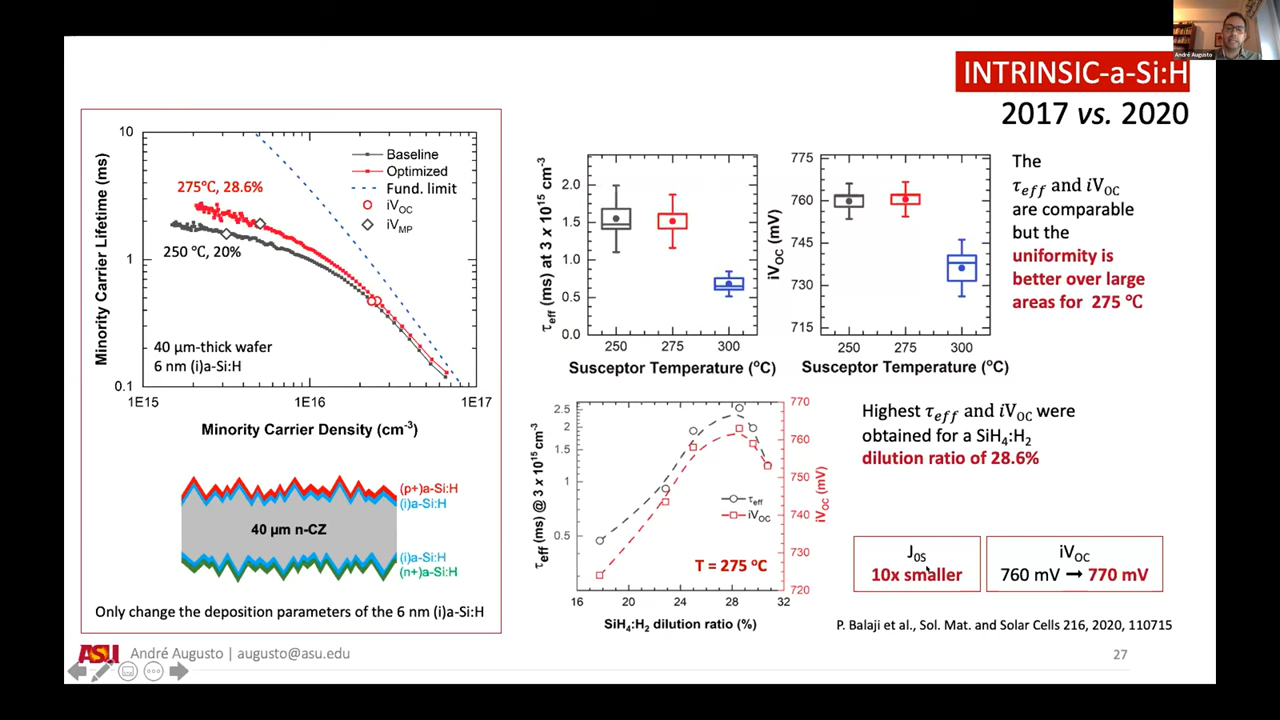 André Augusto
INTRINSIC-a-Si:H
2017 vs. 2020
Minority Carrier Lifetime (ms)
10
1
0.1
Baseline
Optimized
Fund. limit
iVOC
iVMP
275°C, 28.6%
250 °C, 20%
40 µm-thick wafer
6 nm (i)a-Si:H
1E15
1E16
1E17
Minority Carrier Density (cm-3)
(p+)a-Si:H
(i)a-Si:H
40 µm n-CZ
(i)a-Si:H
(n+)a-Si:H
Only change the deposition parameters of the 6 nm (i)a-Si:H
τeff (ms) at 3 x 10¹⁵ cm-3
2.0
1.5
1.0
0.5
0.0
250
275
300
Susceptor Temperature (°C)
iVOC (mV)
775
760
745
730
715
250
275
300
Susceptor Temperature (°C)
The
τeff and iVOC
are comparable
but the
uniformity is
better over large
areas for 275 °C
τeff (ms) @ 3 x 10¹⁵ cm-3
2.5
2
1.5
1
0.5
τeff
iVOC
T = 275 °C
770
760
750
740
730
720
iVOC (mV)
16
20
24
28
32
SiH4:H2 dilution ratio (%)
Highest τeff and iVOC were
obtained for a SiH4:H2
dilution ratio of 28.6%
J0S
10x smaller
iVOC
760 mV ➞ 770 mV
P. Balaji et al., Sol. Mat. and Solar Cells 216, 2020, 110715
ASU
André Augusto | augusto@asu.edu
27